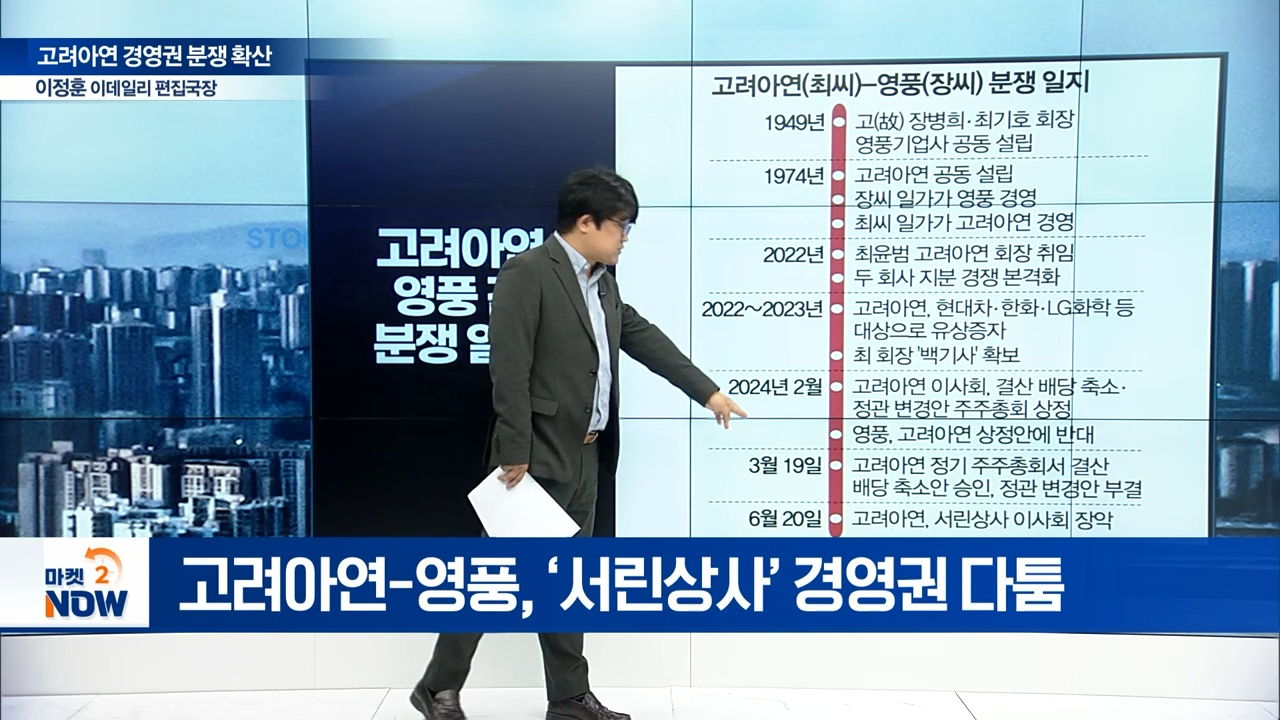 고려아연 경영권 분쟁 확산
이정훈 이데일리 편집국장
고려아연(최씨)-영풍(장씨) 분쟁 일지
1949년 고(故) 장병희·최기호 회장
영풍기업사 공동 설립
1974년 고려아연 공동 설립
장씨 일가가 영풍 경영
최씨 일가가 고려아연 경영
2022년 최윤범 고려아연 회장 취임
두 회사 지분 경쟁 본격화
2022~2023년 고려아연, 현대차·한화·LG화학 등
대상으로 유상증자
최 회장 '백기사' 확보
2024년 2월 고려아연 이사회, 결산 배당 축소·
정관 변경안 주주총회 상정
영풍, 고려아연 상정안에 반대
3월 19일 고려아연 정기 주주총회서 결산
배당 축소안 승인, 정관 변경안 부결
6월 20일 고려아연, 서린상사 이사회 장악
고려아연
영풍
분쟁
마켓 2
NOW
고려아연-영풍, ‘서린상사’ 경영권 다툼